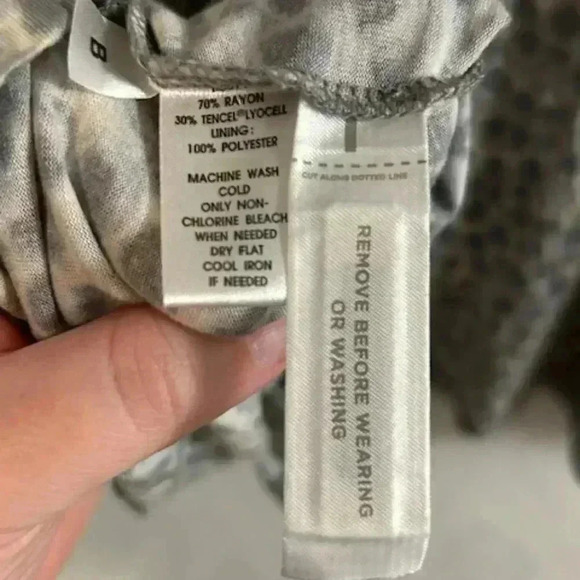 B
70% RAYON
30% TENCEL®LYOCELL
LINING:
100% POLYESTER
MACHINE WASH
COLD
ONLY NON-
CHLORINE BLEACH
WHEN NEEDED
DRY FLAT
COOL IRON
IF NEEDED
CUT ALONG DOTTED LINE
REMOVE BEFORE WEARING
OR WASHING